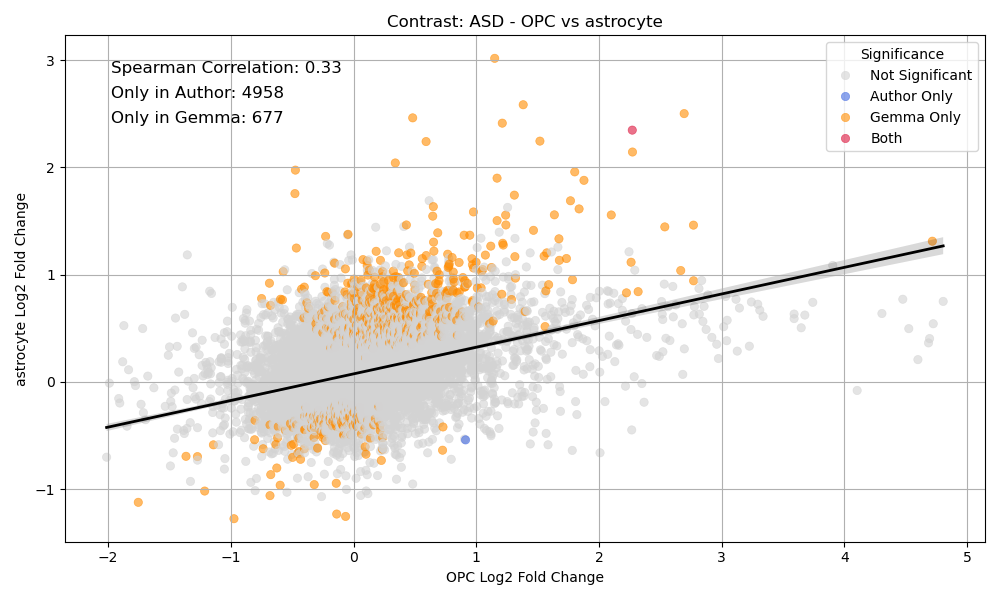 Contrast: ASD - OPC vs astrocyte
Spearman Correlation: 0.33
Only in Author: 4958
Only in Gemma: 677
Significance
Not Significant
Author Only
Gemma Only
Both
astrocyte Log2 Fold Change
3
2
1
0
−1
−2
−1
0
1
2
3
4
5
OPC Log2 Fold Change